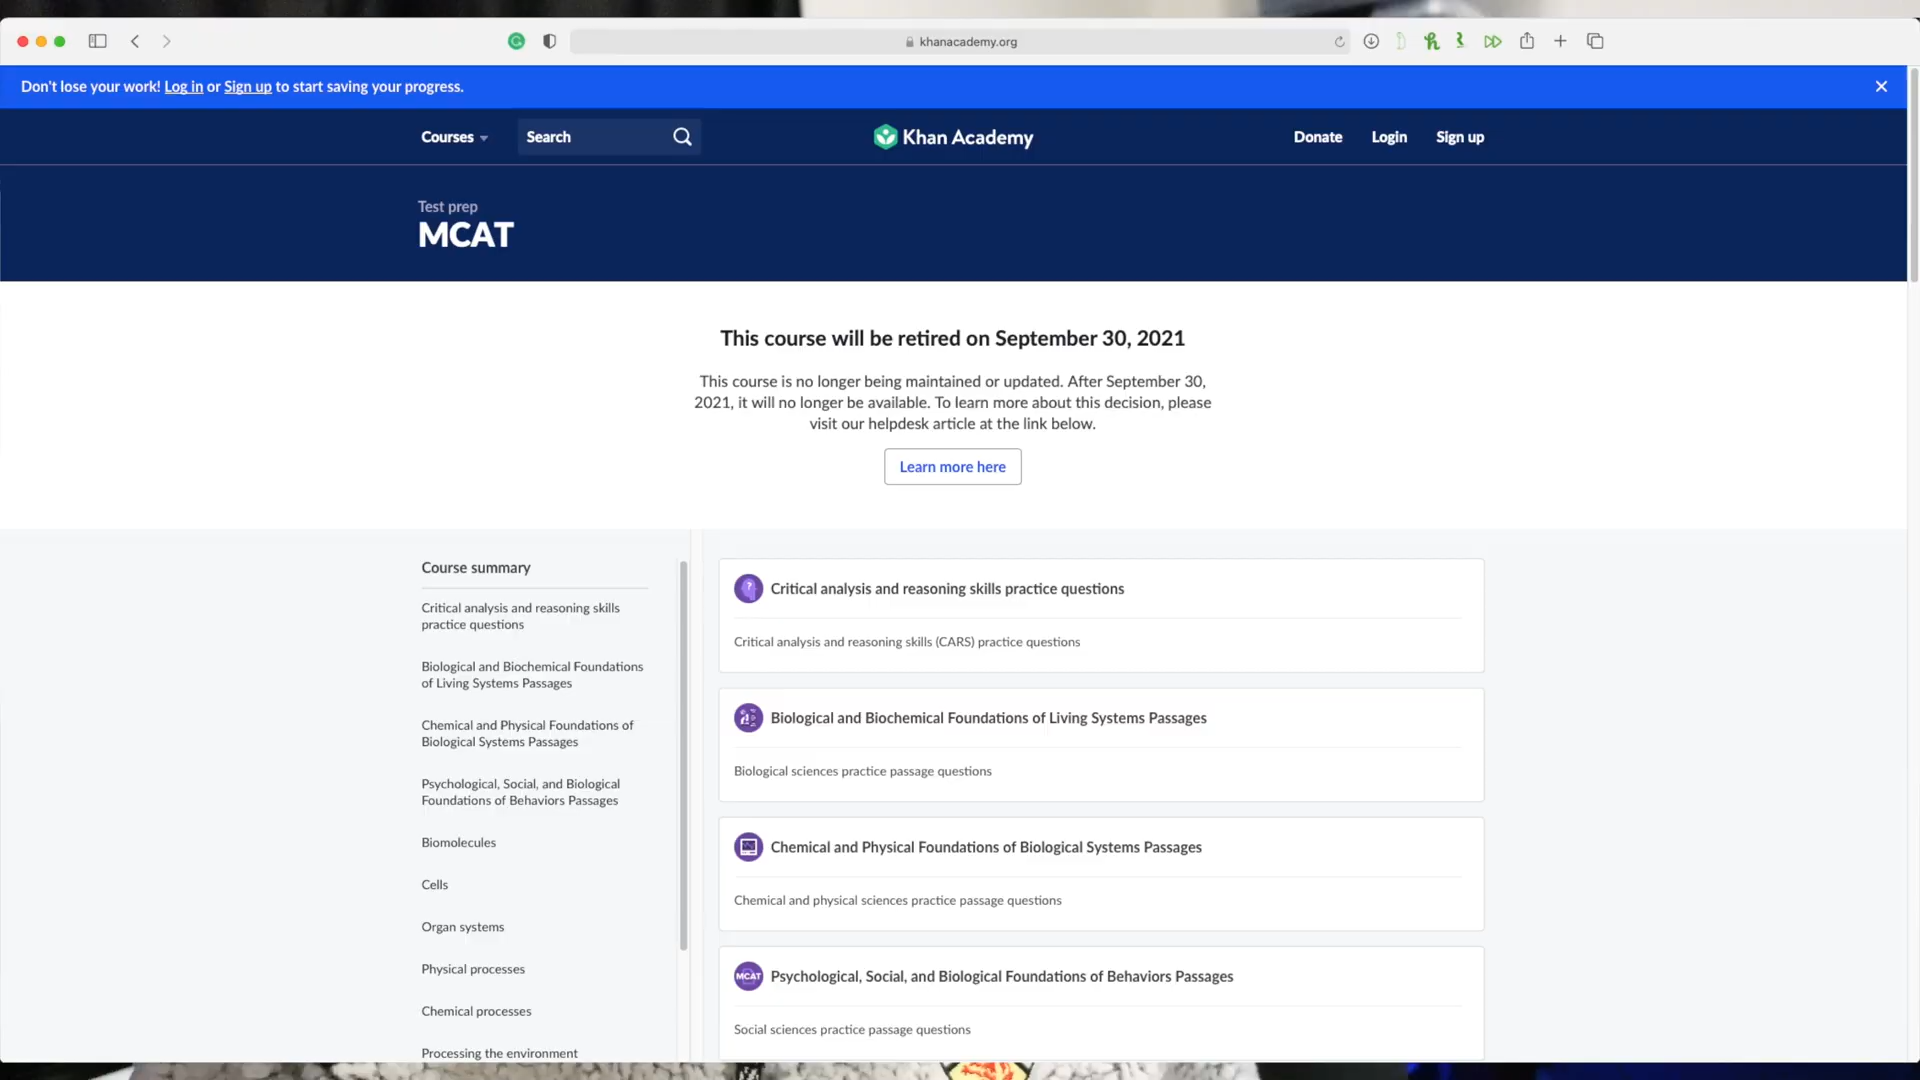 khanacademy.org
Don't lose your work! Log in or Sign up to start saving your progress.
Courses
Search
Khan Academy
Donate
Login
Sign up
Test prep
MCAT
This course will be retired on September 30, 2021
This course is no longer being maintained or updated. After September 30,
2021, it will no longer be available. To learn more about this decision, please
visit our helpdesk article at the link below.
Learn more here
Course summary
Critical analysis and reasoning skills
practice questions
Biological and Biochemical Foundations
of Living Systems Passages
Chemical and Physical Foundations of
Biological Systems Passages
Psychological, Social, and Biological
Foundations of Behaviors Passages
Biomolecules
Cells
Organ systems
Physical processes
Chemical processes
Processing the environment
Critical analysis and reasoning skills practice questions
Critical analysis and reasoning skills (CARS) practice questions
Biological and Biochemical Foundations of Living Systems Passages
Biological sciences practice passage questions
Chemical and Physical Foundations of Biological Systems Passages
Chemical and physical sciences practice passage questions
MCAT
Psychological, Social, and Biological Foundations of Behaviors Passages
Social sciences practice passage questions